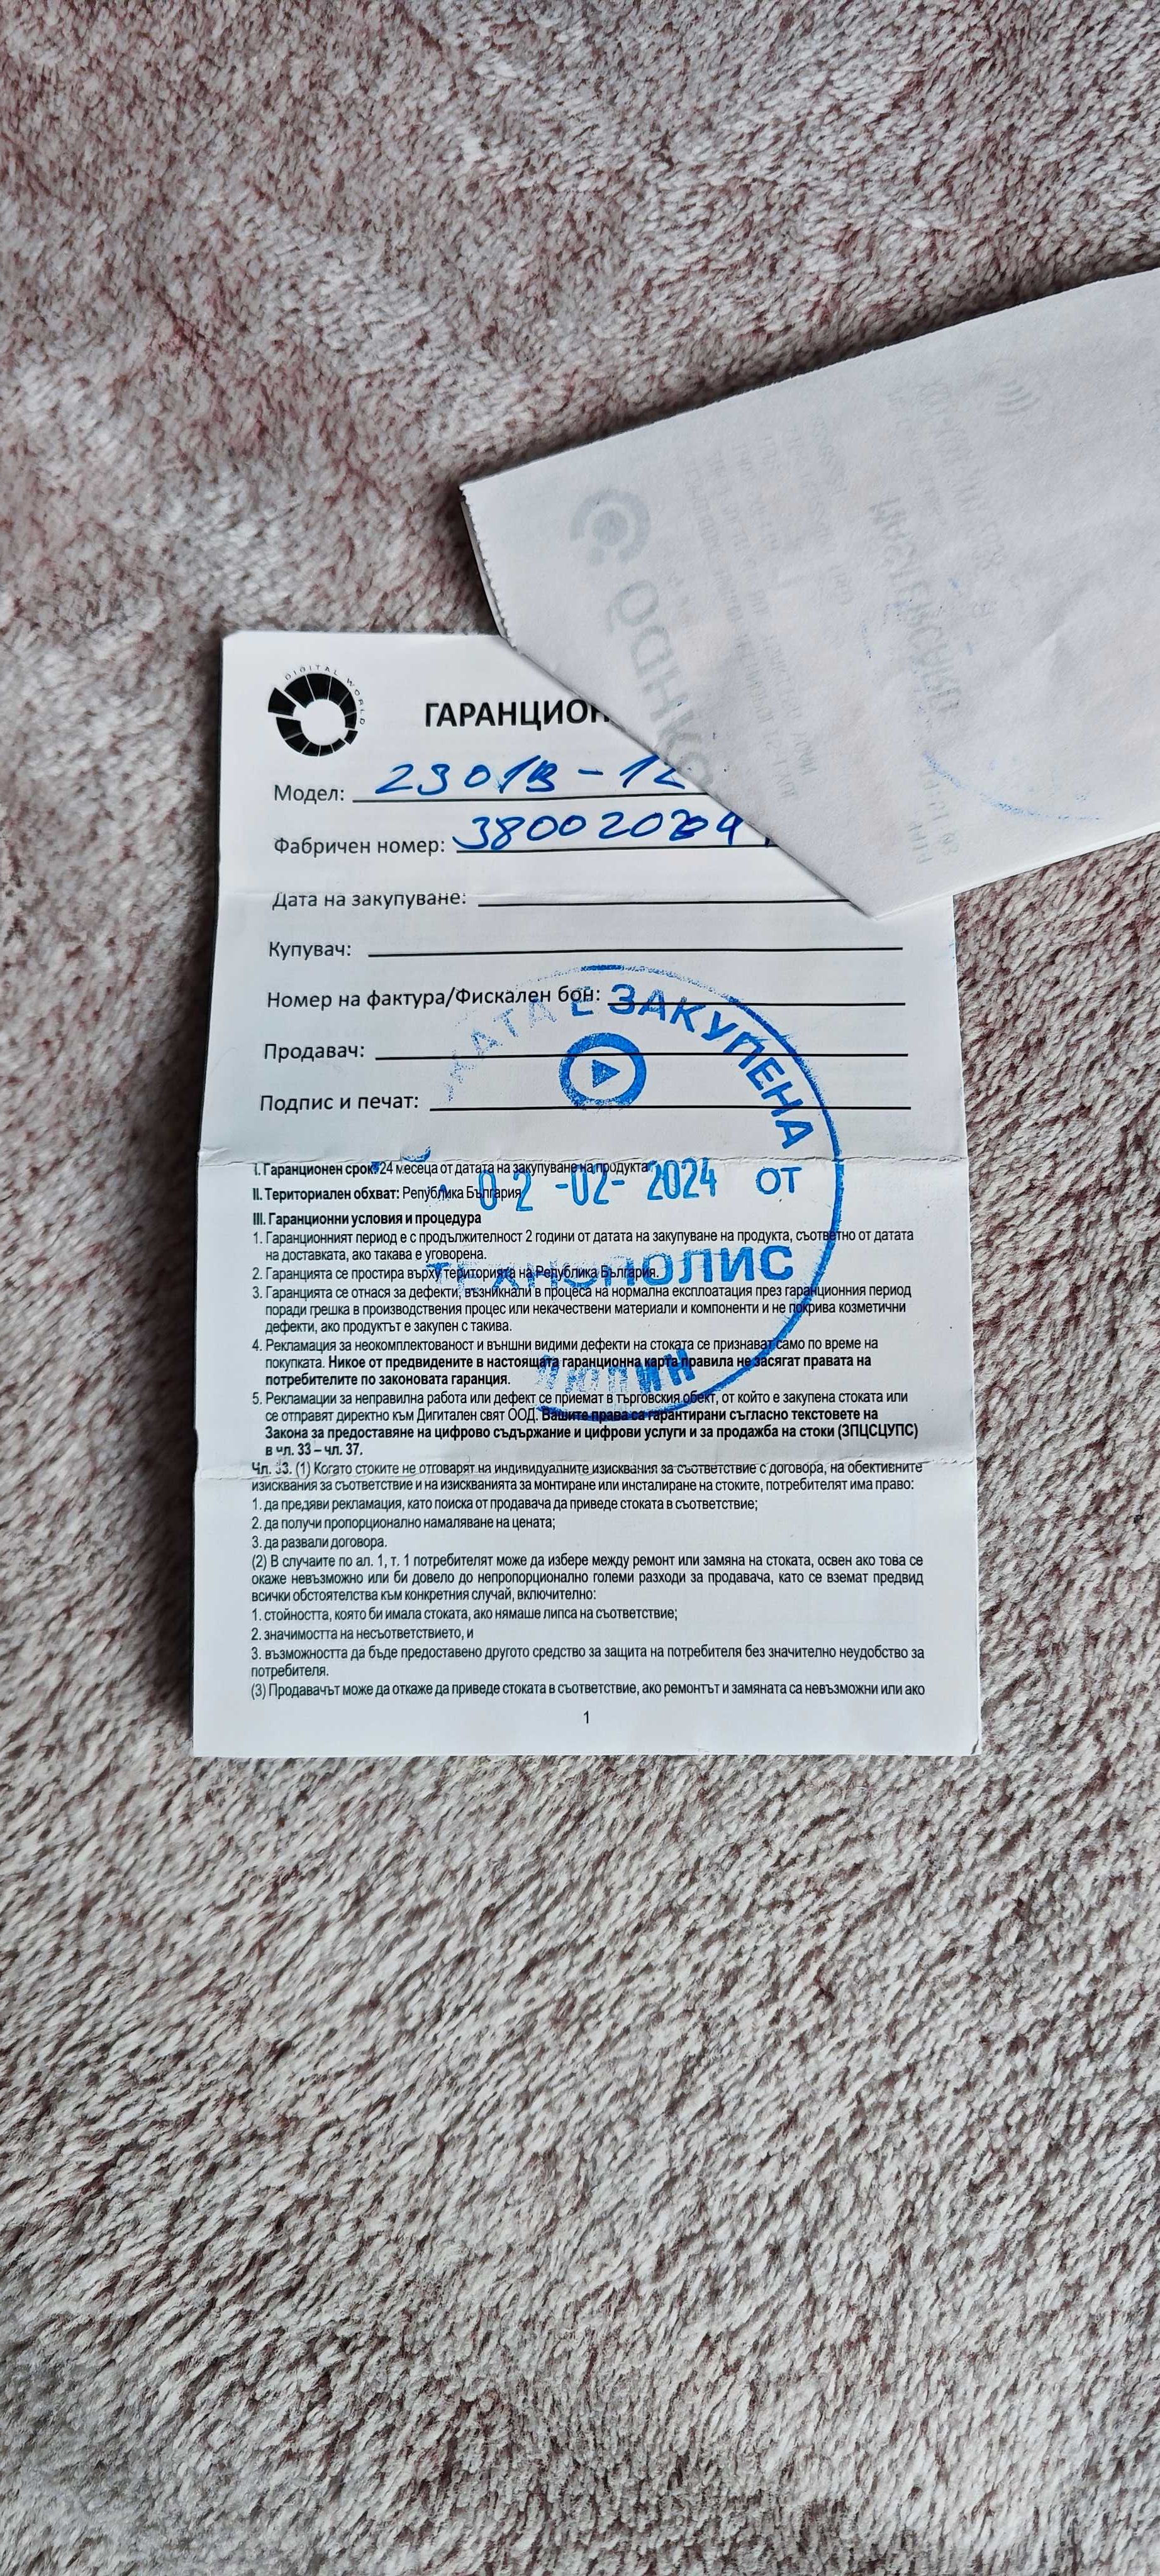 DIGITAL WORLD
ГАРАНЦИОН
Модел: 2301B - 12
Фабричен номер:
Дата на закупуване:
Купувач:
Номер на фактура/Фискален бон:
Е ЗАКУПЕНА
Продавач:
Подпис и печат:
I. Гаранционен срок: 24 месеца от датата на закупуване на продукта
02 -02- 2024 ОТ
II. Териториален обхват: Република България
III. Гаранционни условия и процедура
1. Гаранционният период е с продължителност 2 години от датата на закупуване на продукта, съответно от датата
на доставката, ако такава е уговорена.
ТЕХНОПОЛИС
2. Гаранцията се простира върху територията на Република България.
3. Гаранцията се отнася за дефекти, възникнали в процеса на нормална експлоатация през гаранционния период
поради грешка в производствения процес или некачествени материали и компоненти и не покрива козметични
дефекти, ако продуктът е закупен с такива.
4. Рекламация за неокомплектованост и външни видими дефекти на стоката се признават само по време на
покупката. Никое от предвидените в настоящата гаранционна карта правила не засягат правата на
потребителите по законовата гаранция.
5. Рекламации за неправилна работа или дефект се приемат в търговския обект, от който е закупена стоката или
се отправят директно към Дигитален свят ООД. Вашите права са гарантирани съгласно текстовете на
Закона за предоставяне на цифрово съдържание и цифрови услуги и за продажба на стоки (ЗПЦСЦУПС)
в чл. 33 – чл. 37.
Чл. 33. (1) Когато стоките не отговарят на индивидуалните изисквания за съответствие с договора, на обективните
изисквания за съответствие и на изискванията за монтиране или инсталиране на стоките, потребителят има право:
1. да предяви рекламация, като поиска от продавача да приведе стоката в съответствие;
2. да получи пропорционално намаляване на цената;
3. да развали договора.
(2) В случаите по ал. 1, т. 1 потребителят може да избере между ремонт или замяна на стоката, освен ако това се
окаже невъзможно или би довело до непропорционално големи разходи за продавача, като се вземат предвид
всички обстоятелства към конкретния случай, включително:
1. стойността, която би имала стоката, ако нямаше липса на съответствие;
2. значимостта на несъответствието, и
3. възможността да бъде предоставено другото средство за защита на потребителя без значително неудобство за
потребителя.
(3) Продавачът може да откаже да приведе стоката в съответствие, ако ремонтът и замяната са невъзможни или ако
1